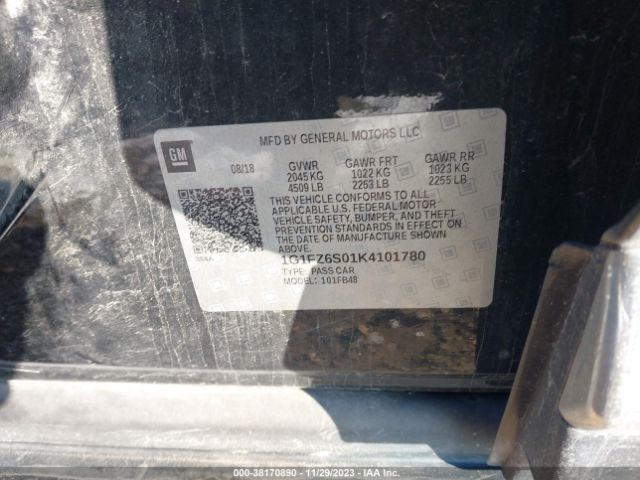 MFD BY GENERAL MOTORS LLC
GM
08/18
GVWR GAWR FRT GAWR RR
2045 KG 1022 KG 1023 KG
4509 LB 2253 LB 2255 LB
THIS VEHICLE CONFORMS TO ALL
APPLICABLE U.S. FEDERAL MOTOR
VEHICLE SAFETY, BUMPER, AND THEFT
PREVENTION STANDARDS IN EFFECT ON
THE DATE OF MANUFACTURE SHOWN
ABOVE.
1G1FZ6S01K4101780
TYPE: PASS CAR
MODEL: 101FB48
000-38170890 - 11/29/2023 - IAA Inc.